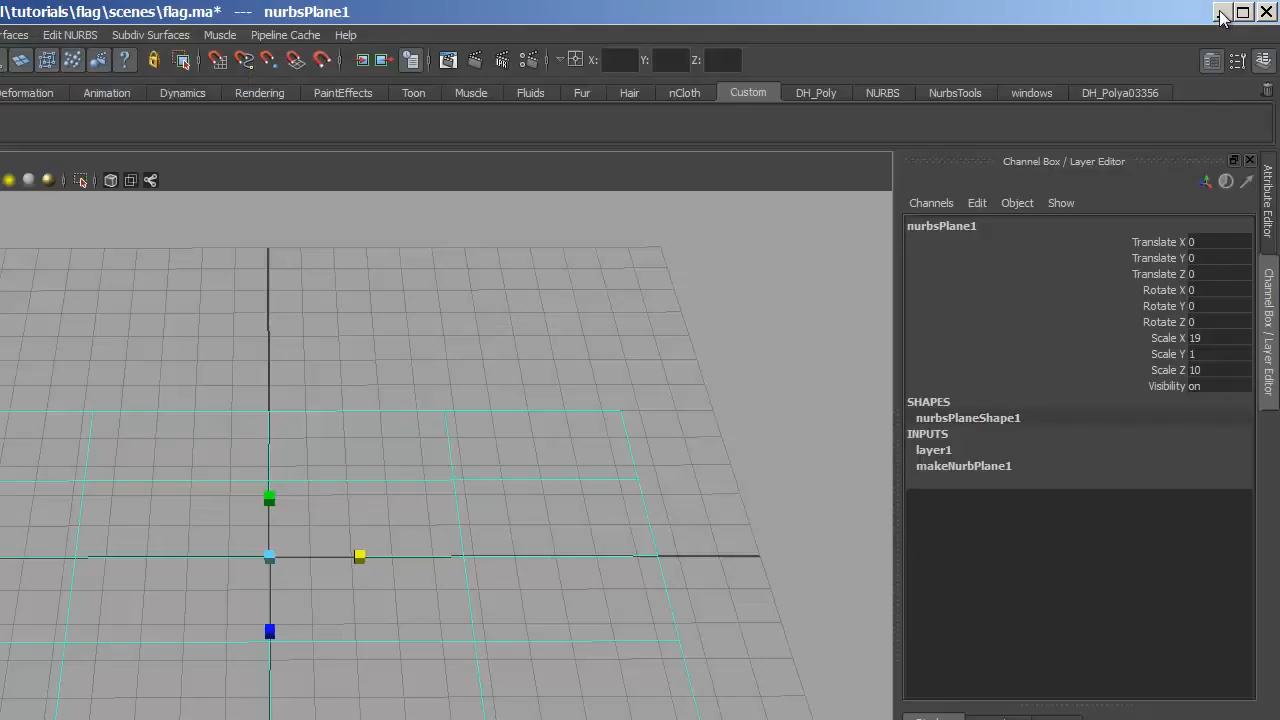 l\tutorials\flag\scenes\flag.ma* --- nurbsPlane1
rfaces Edit NURBS Subdiv Surfaces Muscle Pipeline Cache Help
? X: Y: Z:
eformation Animation Dynamics Rendering PaintEffects Toon Muscle Fluids Fur Hair nCloth Custom DH_Poly NURBS NurbsTools windows DH_Polya03356
Channel Box / Layer Editor
Channels Edit Object Show
nurbsPlane1
Translate X 0
Translate Y 0
Translate Z 0
Rotate X 0
Rotate Y 0
Rotate Z 0
Scale X 19
Scale Y 1
Scale Z 10
Visibility on
SHAPES
nurbsPlaneShape1
INPUTS
layer1
makeNurbPlane1
Attribute Editor
Channel Box / Layer Editor